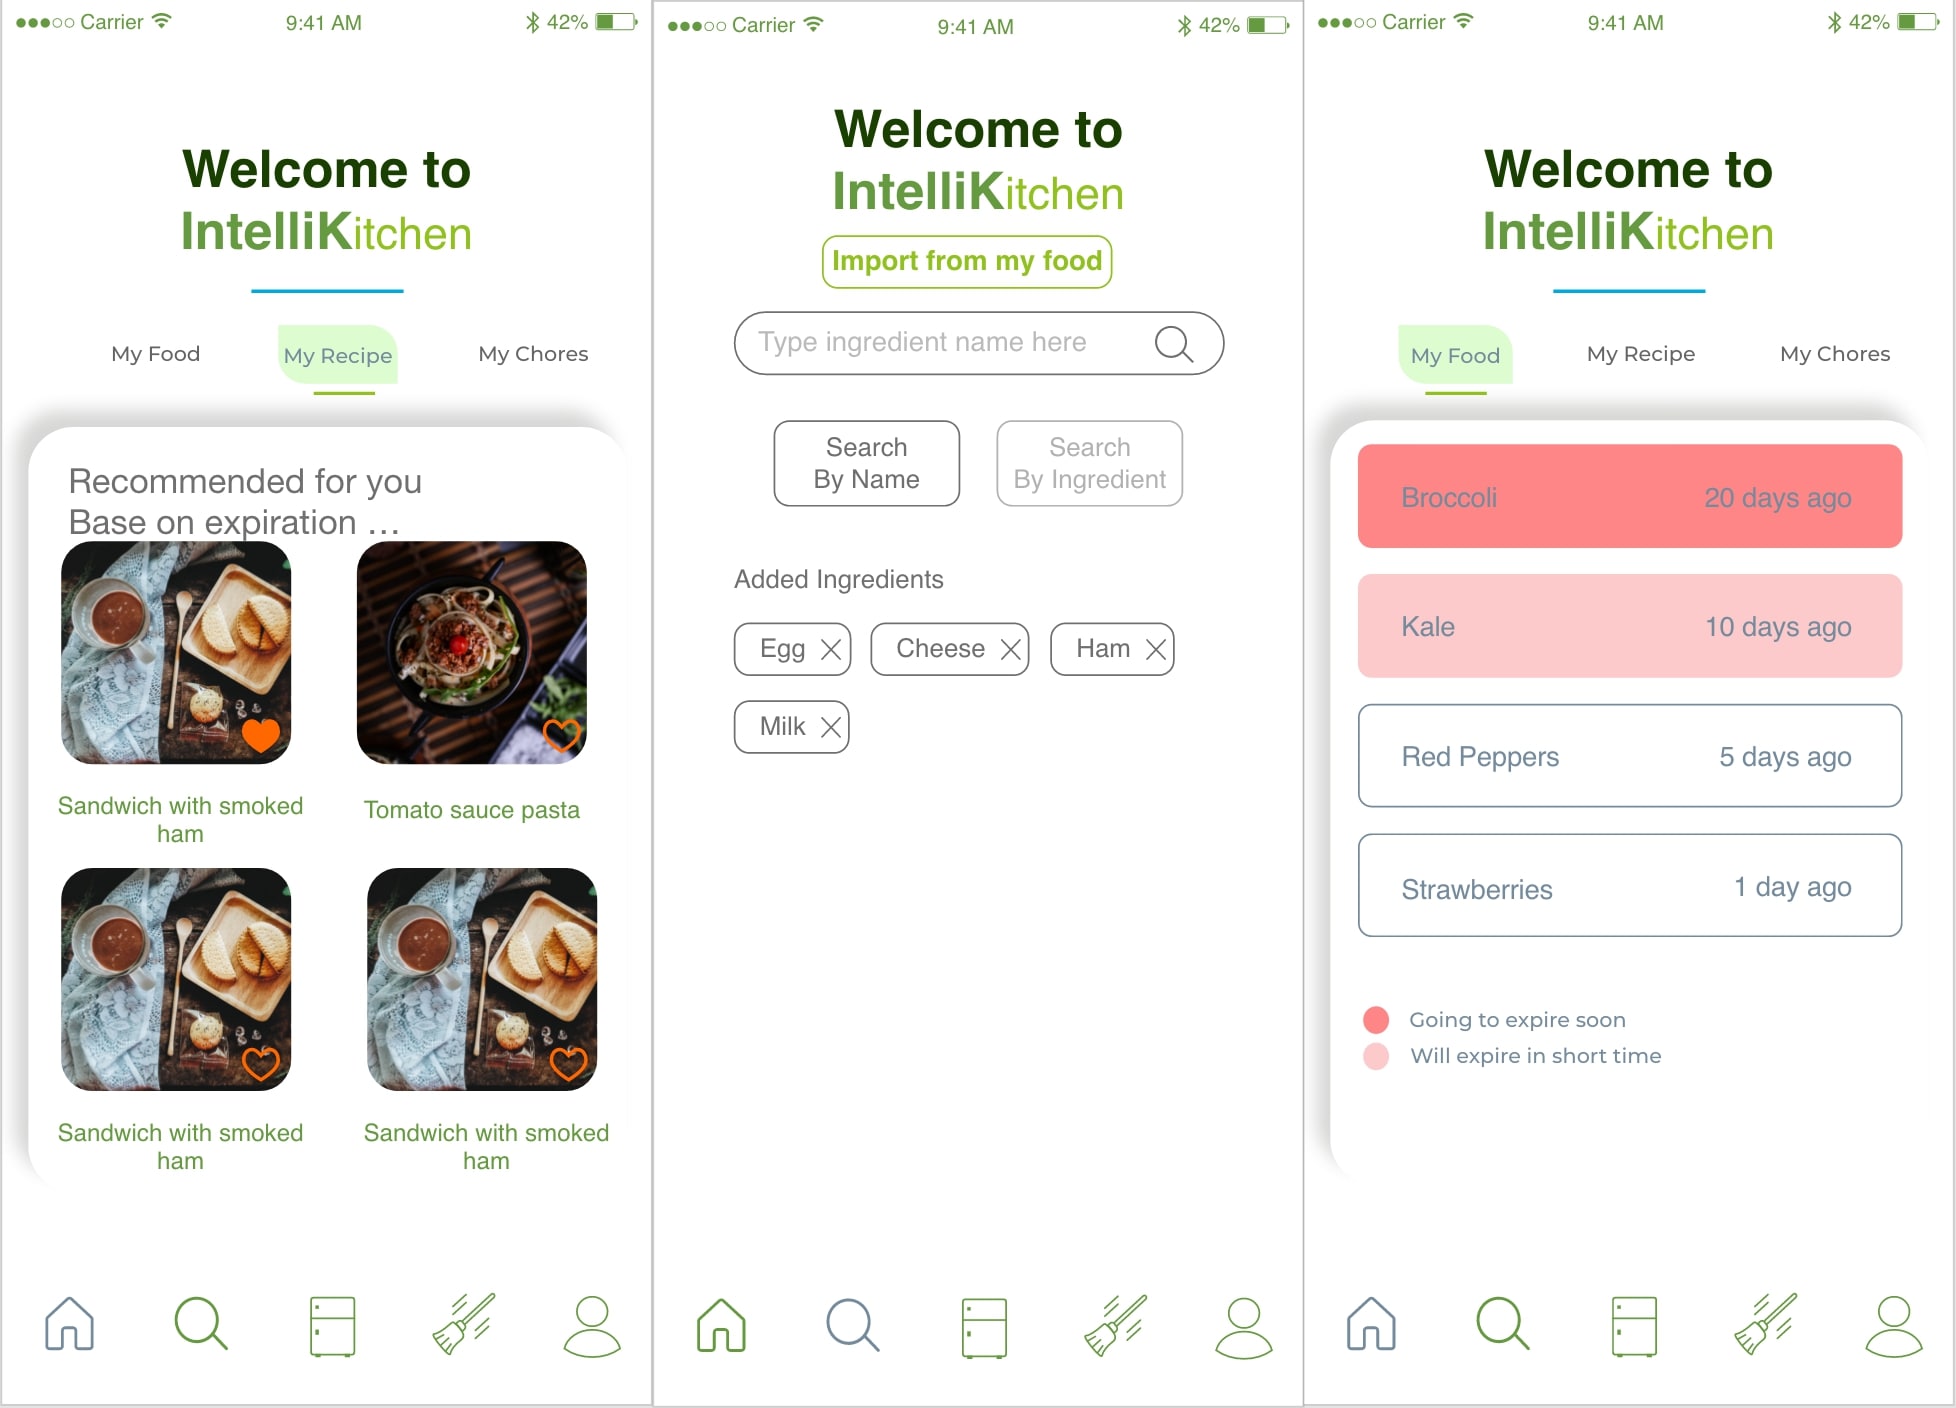 Carrier 9:41 AM 42%
Welcome to
IntelliKitchen
My Food My Recipe My Chores
Recommended for you
Base on expiration ...
Sandwich with smoked
ham
Tomato sauce pasta
Sandwich with smoked
ham
Sandwich with smoked
ham
Carrier 9:41 AM 42%
Welcome to
IntelliKitchen
Import from my food
Type ingredient name here
Search
By Name
Search
By Ingredient
Added Ingredients
Egg Cheese Ham
Milk
Carrier 9:41 AM 42%
Welcome to
IntelliKitchen
My Food My Recipe My Chores
Broccoli 20 days ago
Kale 10 days ago
Red Peppers 5 days ago
Strawberries 1 day ago
Going to expire soon
Will expire in short time